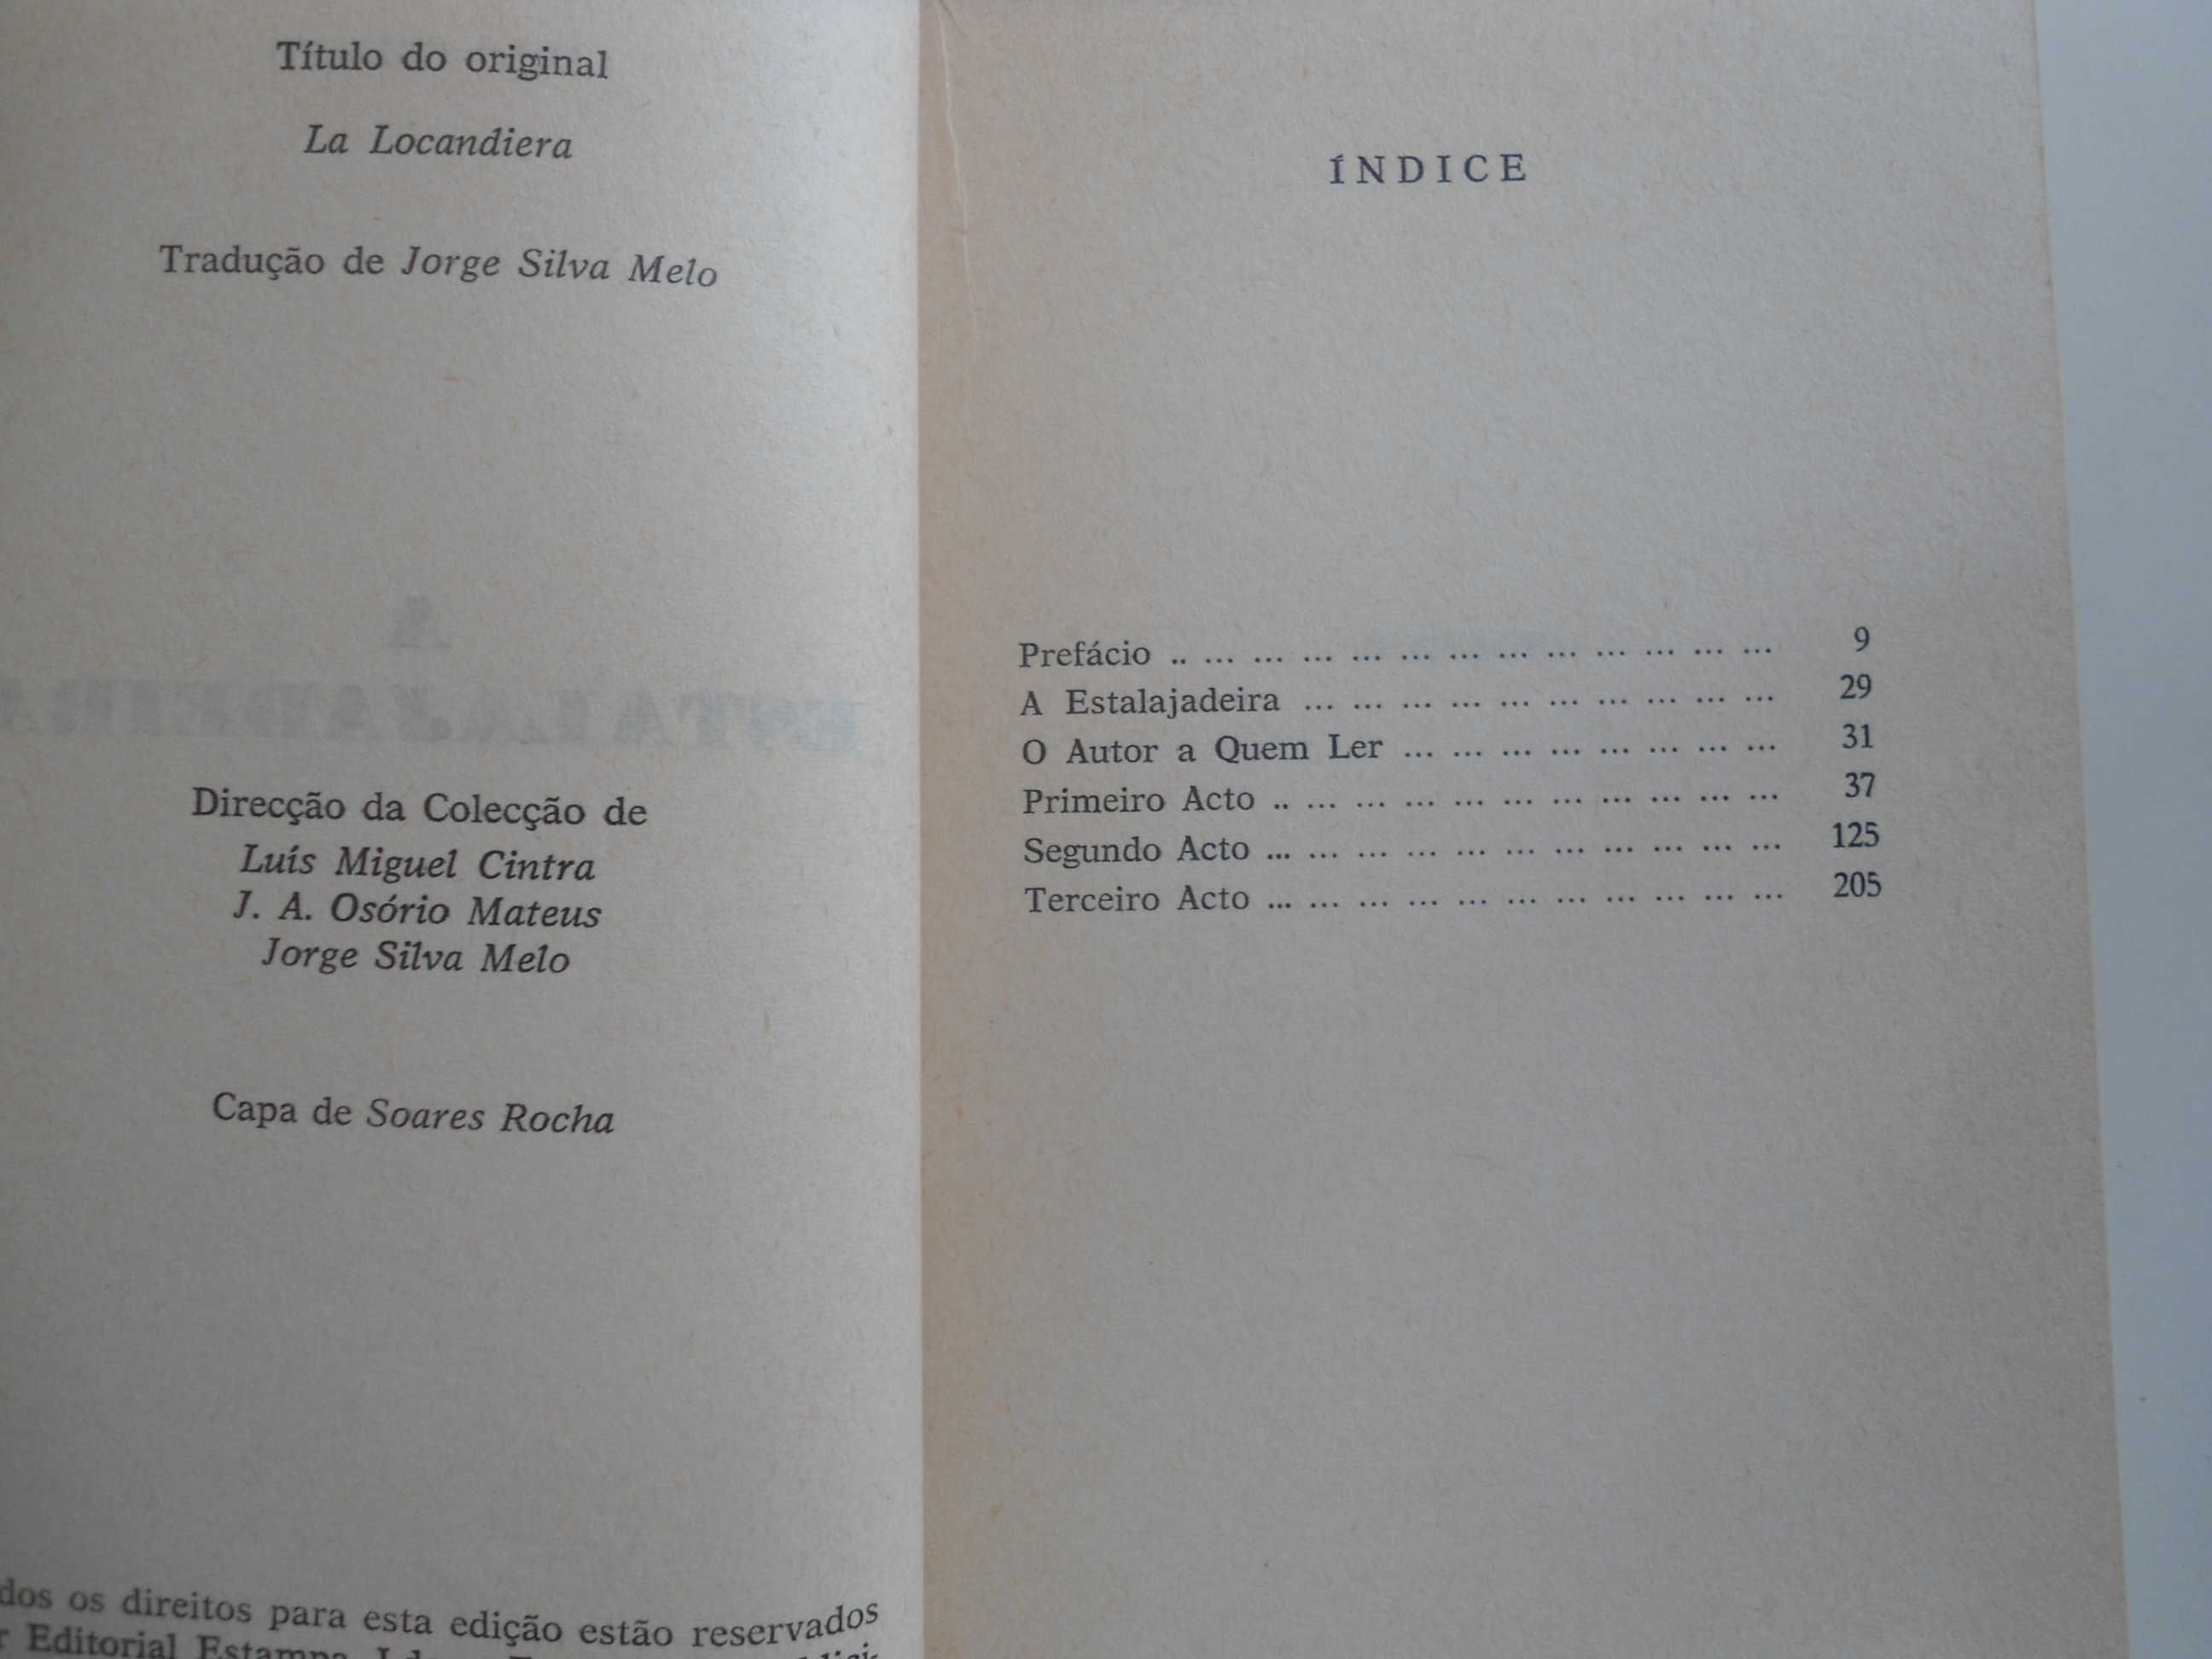 Título do original
La Locandiera
Tradução de Jorge Silva Melo
Direcção da Colecção de
Luís Miguel Cintra
J. A. Osório Mateus
Jorge Silva Melo
Capa de Soares Rocha
os direitos para esta edição estão reservados
Editorial Estampa
ÍNDICE
Prefácio .. ... ... ... ... ... ... ... ... ... ... ... ... 9
A Estalajadeira ... ... ... ... ... ... ... ... ... ... 29
O Autor a Quem Ler ... ... ... ... ... ... ... ... 31
Primeiro Acto .. ... ... ... ... ... ... ... ... ... ... 37
Segundo Acto ... ... ... ... ... ... ... ... ... ... ... 125
Terceiro Acto ... ... ... ... ... ... ... ... ... ... ... 205